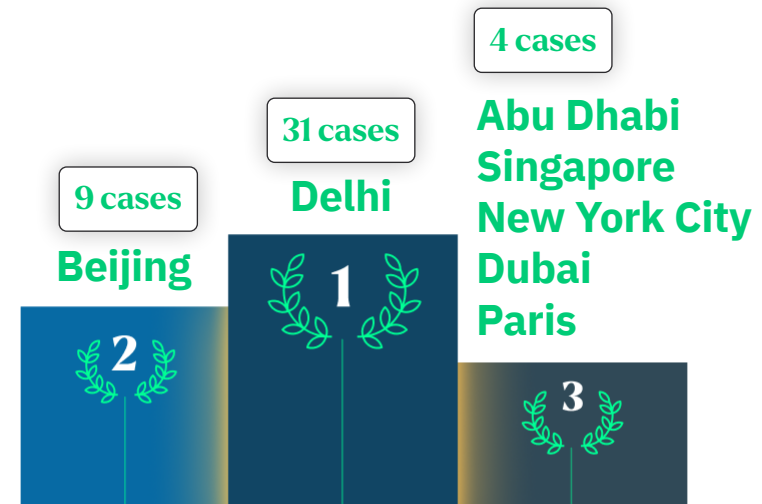 4 cases
Abu Dhabi
Singapore
New York City
Dubai
Paris
31 cases
Delhi
9 cases
Beijing
1
2
3